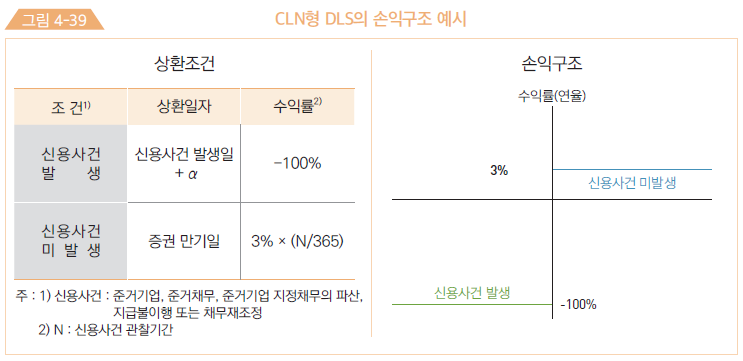 그림 4-39
CLN형 DLS의 손익구조 예시
상환조건
조 건1)
상환일자
수익률2)
신용사건
발 생
신용사건 발생일
+ α
-100%
신용사건
미 발 생
증권 만기일
3% × (N/365)
주 : 1) 신용사건 : 준거기업, 준거채무, 준거기업 지정채무의 파산,
지급불이행 또는 채무재조정
2) N : 신용사건 관찰기간
손익구조
수익률(연율)
3%
신용사건 미발생
신용사건 발생
-100%